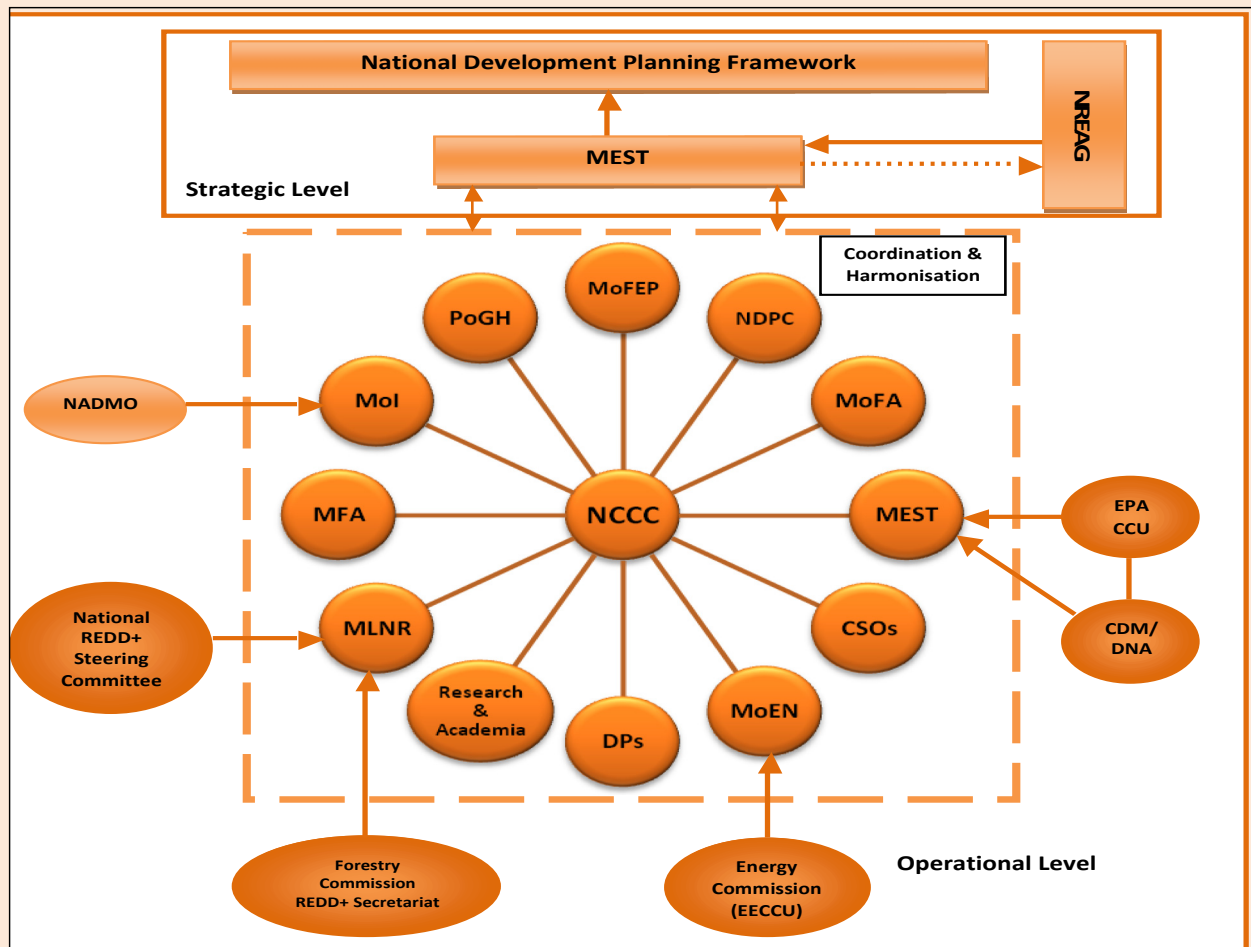 National Development Planning Framework
NREAG
MEST
Strategic Level
Coordination &
Harmonisation
MoFEP
PoGH
NDPC
NADMO
MoI
MoFA
MFA
NCCC
MEST
EPA
CCU
National
REDD+
Steering
Committee
MLNR
CSOs
CDM/
DNA
Research
&
Academia
DPs
MoEN
Forestry
Commission
REDD+ Secretariat
Energy
Commission
(EECCU)
Operational Level